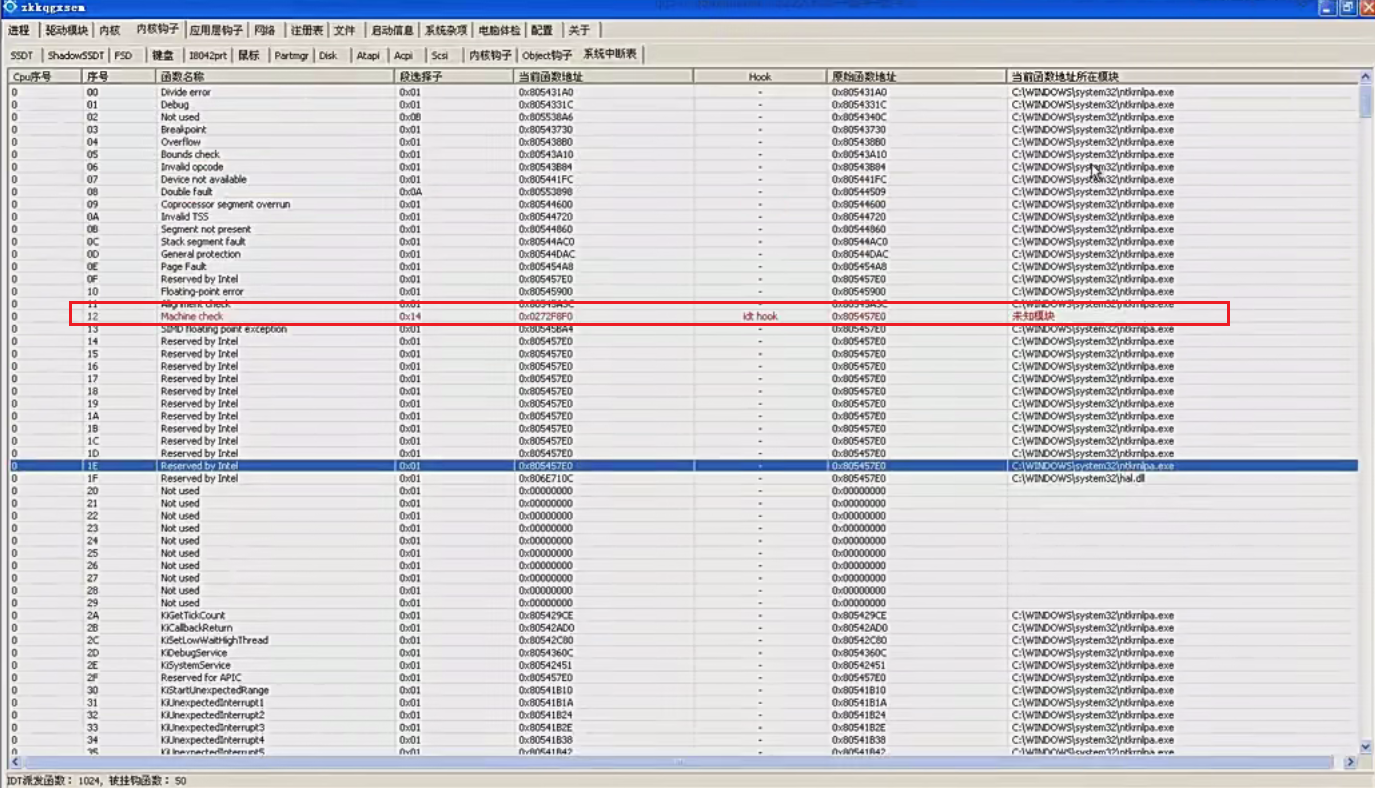 zkkqgxsem
进程 驱动模块 内核 内核钩子 应用层钩子 网络 注册表 文件 启动信息 系统杂项 电脑体检 配置 关于
SSDT ShadowSSDT FSD 键盘 I8042prt 鼠标 Partmgr Disk Atapi Acpi Scsi 内核钩子 Object钩子 系统中断表
Cpu序号 序号 函数名称 段选择子 当前函数地址 Hook 原始函数地址 当前函数地址所在模块
0 00 Divide error 0x01 0x805431A0 - 0x805431A0 C:\WINDOWS\system32\ntkrnlpa.exe
0 01 Debug 0x01 0x8054331C - 0x8054331C C:\WINDOWS\system32\ntkrnlpa.exe
0 02 Not used 0x0B 0x805538A6 - 0x8054340C C:\WINDOWS\system32\ntkrnlpa.exe
0 03 Breakpoint 0x01 0x80543730 - 0x80543730 C:\WINDOWS\system32\ntkrnlpa.exe
0 04 Overflow 0x01 0x805438B0 - 0x805438B0 C:\WINDOWS\system32\ntkrnlpa.exe
0 05 Bounds check 0x01 0x80543A10 - 0x80543A10 C:\WINDOWS\system32\ntkrnlpa.exe
0 06 Invalid opcode 0x01 0x80543B84 - 0x80543B84 C:\WINDOWS\system32\ntkrnlpa.exe
0 07 Device not available 0x01 0x805441FC - 0x805441FC C:\WINDOWS\system32\ntkrnlpa.exe
0 08 Double fault 0x0A 0x80553898 - 0x80544509 C:\WINDOWS\system32\ntkrnlpa.exe
0 09 Coprocessor segment overrun 0x01 0x80544600 - 0x80544600 C:\WINDOWS\system32\ntkrnlpa.exe
0 0A Invalid TSS 0x01 0x80544720 - 0x80544720 C:\WINDOWS\system32\ntkrnlpa.exe
0 0B Segment not present 0x01 0x80544860 - 0x80544860 C:\WINDOWS\system32\ntkrnlpa.exe
0 0C Stack segment fault 0x01 0x80544AC0 - 0x80544AC0 C:\WINDOWS\system32\ntkrnlpa.exe
0 0D General protection 0x01 0x80544DAC - 0x80544DAC C:\WINDOWS\system32\ntkrnlpa.exe
0 0E Page Fault 0x01 0x805454A8 - 0x805454A8 C:\WINDOWS\system32\ntkrnlpa.exe
0 0F Reserved by Intel 0x01 0x805457E0 - 0x805457E0 C:\WINDOWS\system32\ntkrnlpa.exe
0 10 Floating-point error 0x01 0x80545900 - 0x80545900 C:\WINDOWS\system32\ntkrnlpa.exe
0 11 Alignment check 0x01 0x80545A3C - 0x80545A3C C:\WINDOWS\system32\ntkrnlpa.exe
0 12 Machine check 0x14 0x0272F8F0 idt hook 0x805457E0 未知模块
0 13 SIMD floating point exception 0x01 0x80545BA4 - 0x80545BA4 C:\WINDOWS\system32\ntkrnlpa.exe
0 14 Reserved by Intel 0x01 0x805457E0 - 0x805457E0 C:\WINDOWS\system32\ntkrnlpa.exe
0 15 Reserved by Intel 0x01 0x805457E0 - 0x805457E0 C:\WINDOWS\system32\ntkrnlpa.exe
0 16 Reserved by Intel 0x01 0x805457E0 - 0x805457E0 C:\WINDOWS\system32\ntkrnlpa.exe
0 17 Reserved by Intel 0x01 0x805457E0 - 0x805457E0 C:\WINDOWS\system32\ntkrnlpa.exe
0 18 Reserved by Intel 0x01 0x805457E0 - 0x805457E0 C:\WINDOWS\system32\ntkrnlpa.exe
0 19 Reserved by Intel 0x01 0x805457E0 - 0x805457E0 C:\WINDOWS\system32\ntkrnlpa.exe
0 1A Reserved by Intel 0x01 0x805457E0 - 0x805457E0 C:\WINDOWS\system32\ntkrnlpa.exe
0 1B Reserved by Intel 0x01 0x805457E0 - 0x805457E0 C:\WINDOWS\system32\ntkrnlpa.exe
0 1C Reserved by Intel 0x01 0x805457E0 - 0x805457E0 C:\WINDOWS\system32\ntkrnlpa.exe
0 1D Reserved by Intel 0x01 0x805457E0 - 0x805457E0 C:\WINDOWS\system32\ntkrnlpa.exe
0 1E Reserved by Intel 0x01 0x805457E0 - 0x805457E0 C:\WINDOWS\system32\ntkrnlpa.exe
0 1F Reserved by Intel 0x01 0x806E710C - 0x805457E0 C:\WINDOWS\system32\hal.dll
0 20 Not used 0x01 0x00000000 - 0x00000000
0 21 Not used 0x01 0x00000000 - 0x00000000
0 22 Not used 0x01 0x00000000 - 0x00000000
0 23 Not used 0x01 0x00000000 - 0x00000000
0 24 Not used 0x01 0x00000000 - 0x00000000
0 25 Not used 0x01 0x00000000 - 0x00000000
0 26 Not used 0x01 0x00000000 - 0x00000000
0 27 Not used 0x01 0x00000000 - 0x00000000
0 28 Not used 0x01 0x00000000 - 0x00000000
0 29 Not used 0x01 0x00000000 - 0x00000000
0 2A KiGetTickCount 0x01 0x805429CE - 0x805429CE C:\WINDOWS\system32\ntkrnlpa.exe
0 2B KiCallbackReturn 0x01 0x80542AD0 - 0x80542AD0 C:\WINDOWS\system32\ntkrnlpa.exe
0 2C KiSetLowWaitHighThread 0x01 0x80542C80 - 0x80542C80 C:\WINDOWS\system32\ntkrnlpa.exe
0 2D KiDebugService 0x01 0x8054360C - 0x8054360C C:\WINDOWS\system32\ntkrnlpa.exe
0 2E KiSystemService 0x01 0x80542451 - 0x80542451 C:\WINDOWS\system32\ntkrnlpa.exe
0 2F Reserved for APIC 0x01 0x805457E0 - 0x805457E0 C:\WINDOWS\system32\ntkrnlpa.exe
0 30 KiStartUnexpectedRange 0x01 0x80541B10 - 0x80541B10 C:\WINDOWS\system32\ntkrnlpa.exe
0 31 KiUnexpectedInterrupt1 0x01 0x80541B1A - 0x80541B1A C:\WINDOWS\system32\ntkrnlpa.exe
0 32 KiUnexpectedInterrupt2 0x01 0x80541B24 - 0x80541B24 C:\WINDOWS\system32\ntkrnlpa.exe
0 33 KiUnexpectedInterrupt3 0x01 0x80541B2E - 0x80541B2E C:\WINDOWS\system32\ntkrnlpa.exe
0 34 KiUnexpectedInterrupt4 0x01 0x80541B38 - 0x80541B38 C:\WINDOWS\system32\ntkrnlpa.exe
0 35 KiUnexpectedInterrupt5 0x01 0x80541B42 - 0x80541B42 C:\WINDOWS\system32\ntkrnlpa.exe
IDT派发函数: 1024, 被挂钩函数: 50